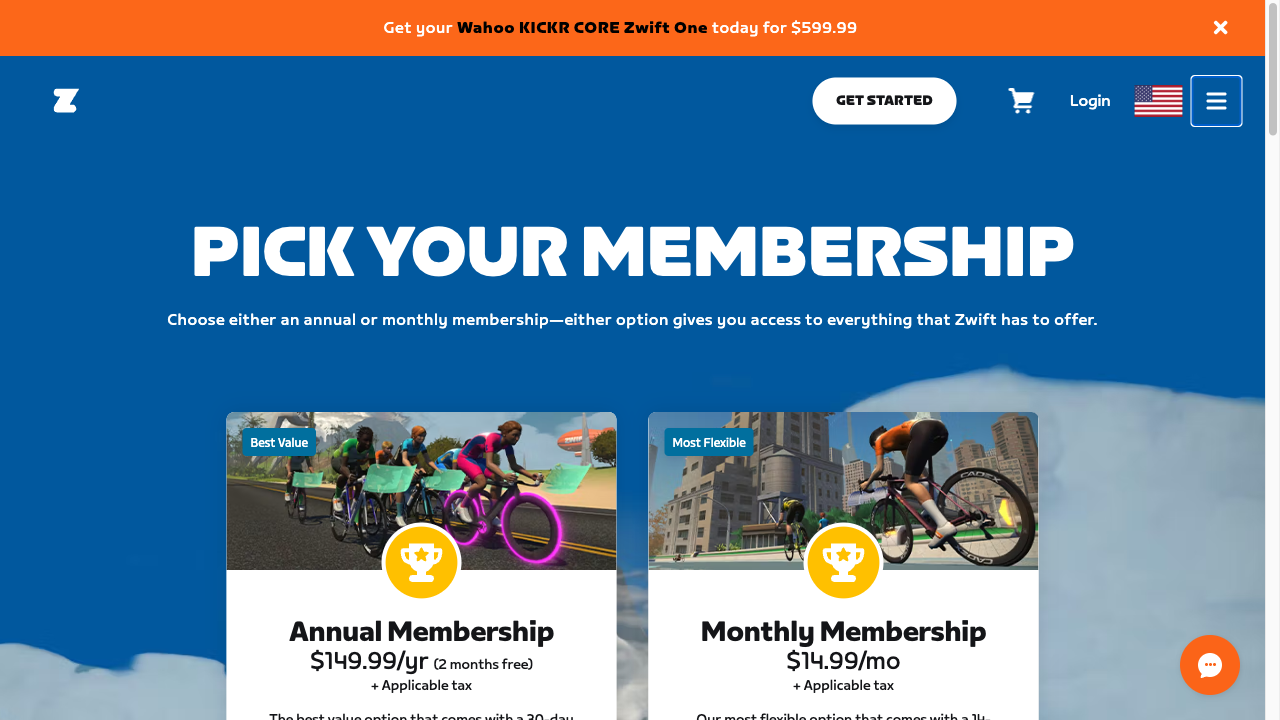 Get your Wahoo KICKR CORE Zwift One today for $599.99
GET STARTED
Login
PICK YOUR MEMBERSHIP
Choose either an annual or monthly membership—either option gives you access to everything that Zwift has to offer.
Best Value
Annual Membership
$149.99/yr (2 months free)
+ Applicable tax
The best value option that comes with a 30-day
Most Flexible
CADEX
Monthly Membership
$14.99/mo
+ Applicable tax
Our most flexible option that comes with a 14-